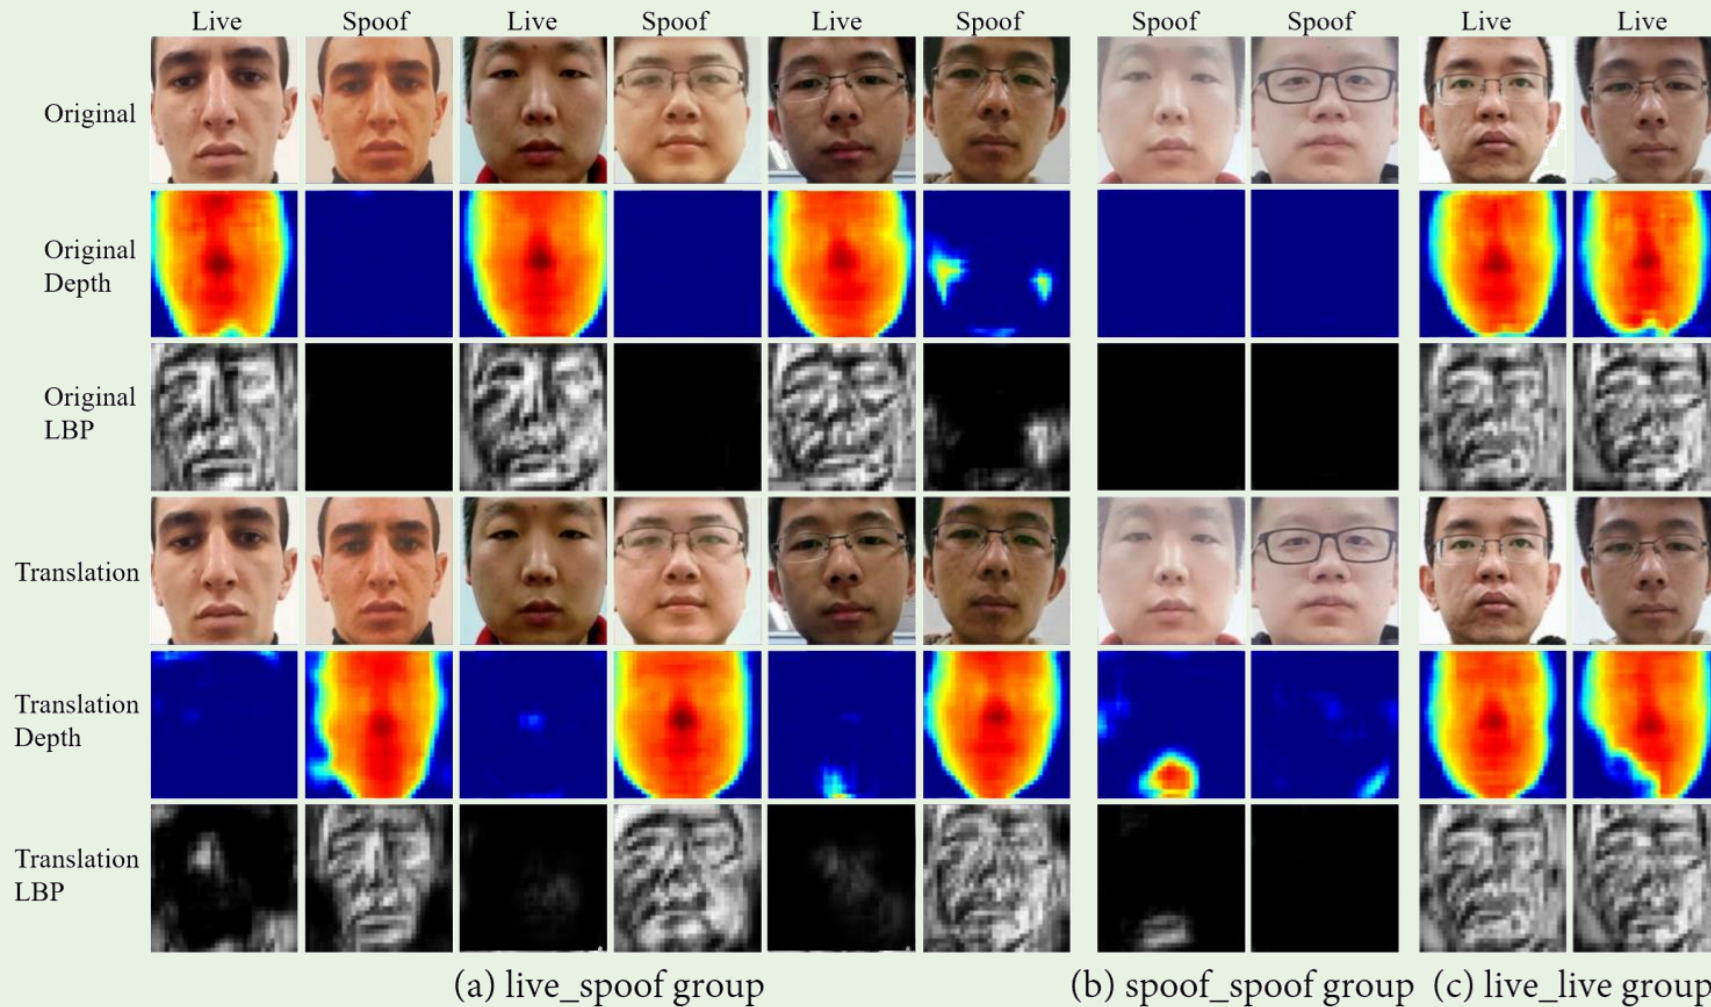 Live Spoof Live Spoof Live Spoof Spoof Spoof Live Live
Original
Original
Depth
Original
LBP
Translation
Translation
Depth
Translation
LBP
(a) live_spoof group (b) spoof_spoof group (c) live_live group